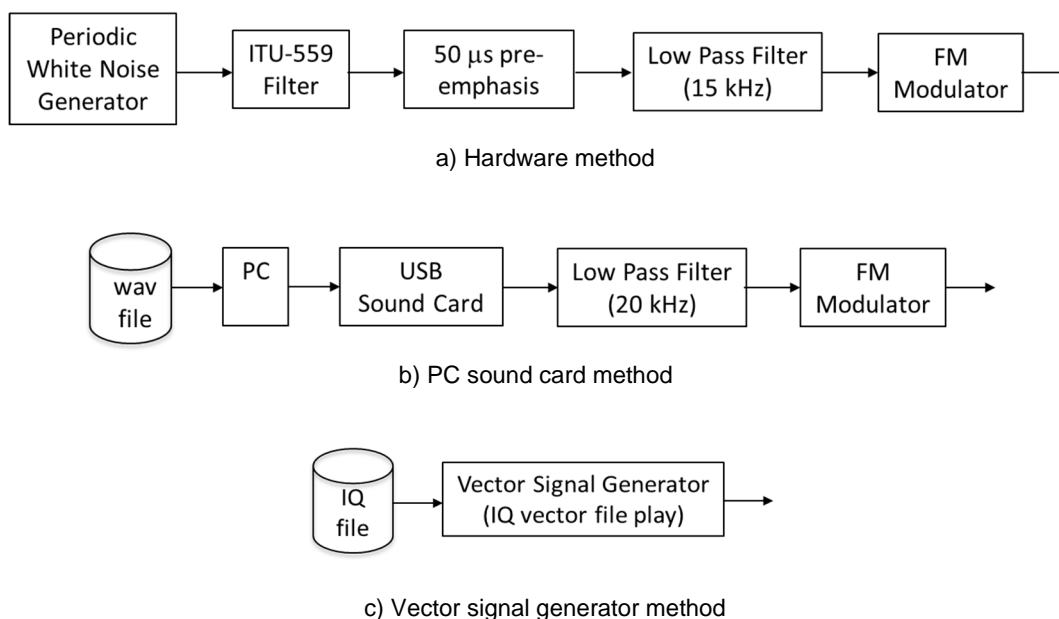 Periodic
White Noise
Generator
ITU-559
Filter
50 μs pre-
emphasis
Low Pass Filter
(15 kHz)
FM
Modulator
a) Hardware method
wav
file
PC
USB
Sound Card
Low Pass Filter
(20 kHz)
FM
Modulator
b) PC sound card method
IQ
file
Vector Signal Generator
(IQ vector file play)
c) Vector signal generator method